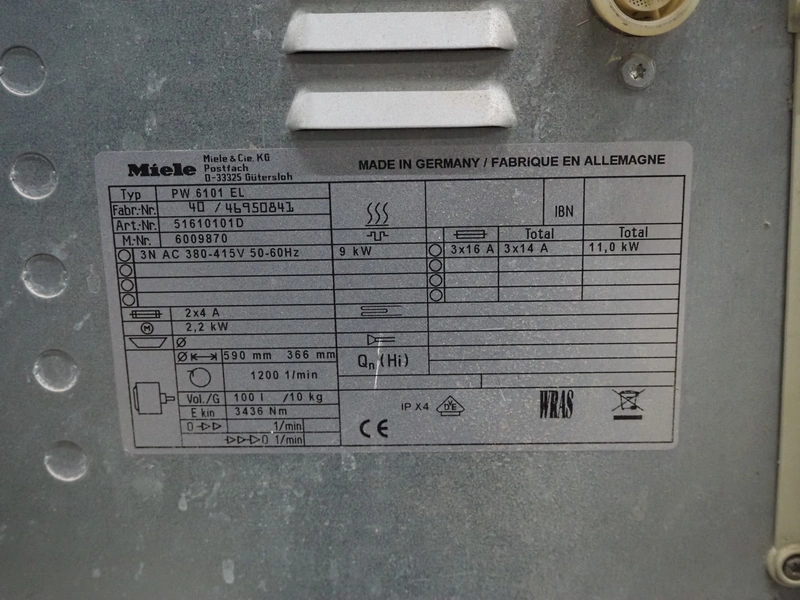 Miele
Miele & Cie. KG
Postfach
D-33325 Gütersloh
MADE IN GERMANY / FABRIQUE EN ALLEMAGNE
Typ PW 6101 EL
Fabr.-Nr. 40 / 46950841
IBN
Art.-Nr. 51610101D
M.-Nr. 6009870
Total Total
3N AC 380-415V 50-60Hz 9 kW 3x16 A 3x14 A 11,0 kW
2x4 A
M 2,2 kW
Ø
Ø 590 mm 366 mm
Qn (Hi)
1200 1/min
Vol./G 100 l /10 kg
E kin 3436 Nm
0 1/min
0 1/min
CE
IP X4
VDE
WRAS